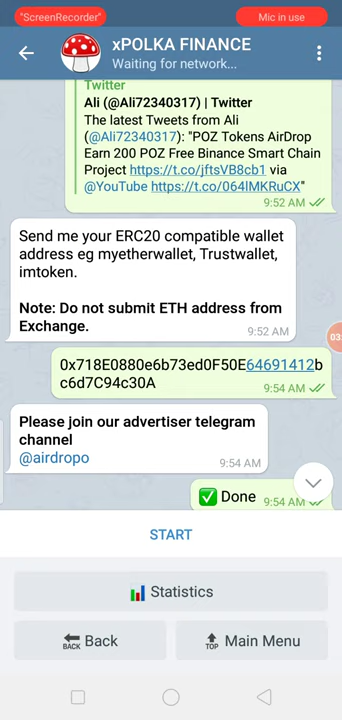 "ScreenRecorder"
Mic in use
xPOLKA FINANCE
Waiting for network...
Twitter
Ali (@Ali72340317) | Twitter
The latest Tweets from Ali
(@Ali72340317): "POZ Tokens AirDrop
Earn 200 POZ Free Binance Smart Chain
Project https://t.co/jftsVB8cb1 via
@YouTube https://t.co/064lMKRuCX"
9:52 AM
Send me your ERC20 compatible wallet
address eg myetherwallet, Trustwallet,
imtoken.
Note: Do not submit ETH address from
Exchange.
9:52 AM
0x718E0880e6b73ed0F50E64691412b
c6d7C94c30A
9:54 AM
Please join our advertiser telegram
channel
@airdropo
9:54 AM
Done
9:54 AM
START
Statistics
BACK Back
TOP Main Menu